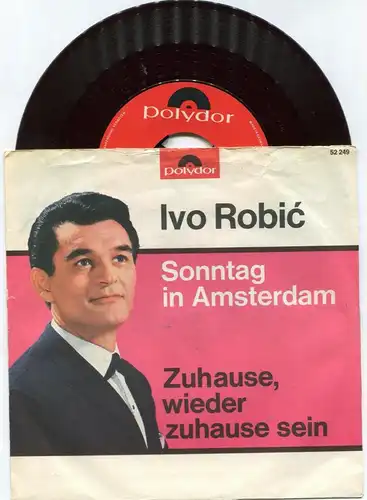 polydor
52 249
polydor
Ivo Robić
Sonntag
in Amsterdam
Zuhause,
wieder
zuhause sein